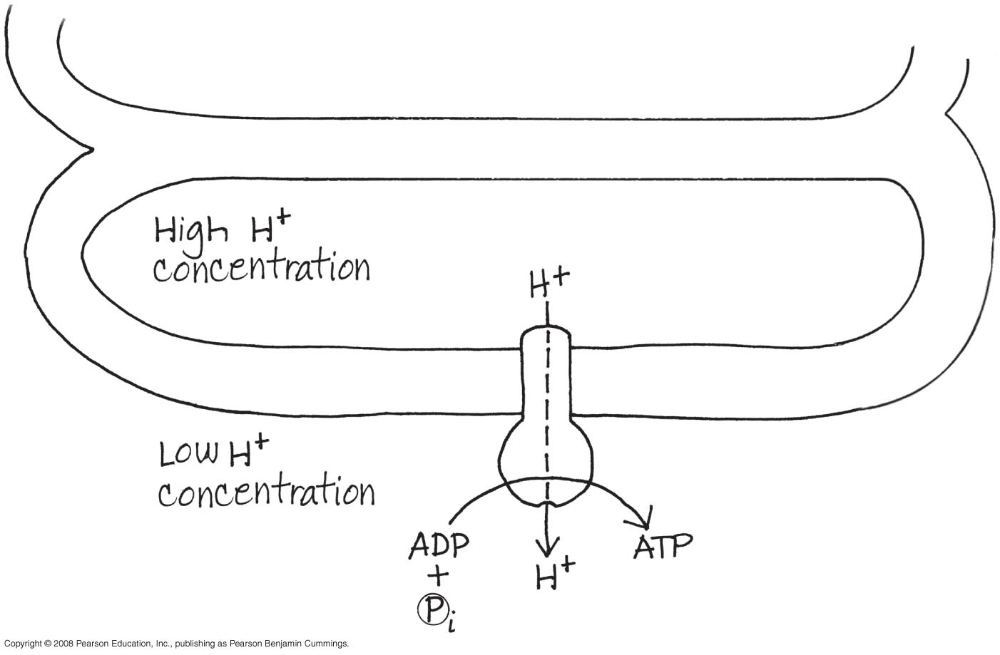 High H+
concentration
H+
Low H+
concentration
ADP
+
Pi
H+
ATP
Copyright © 2008 Pearson Education, Inc., publishing as Pearson Benjamin Cummings.